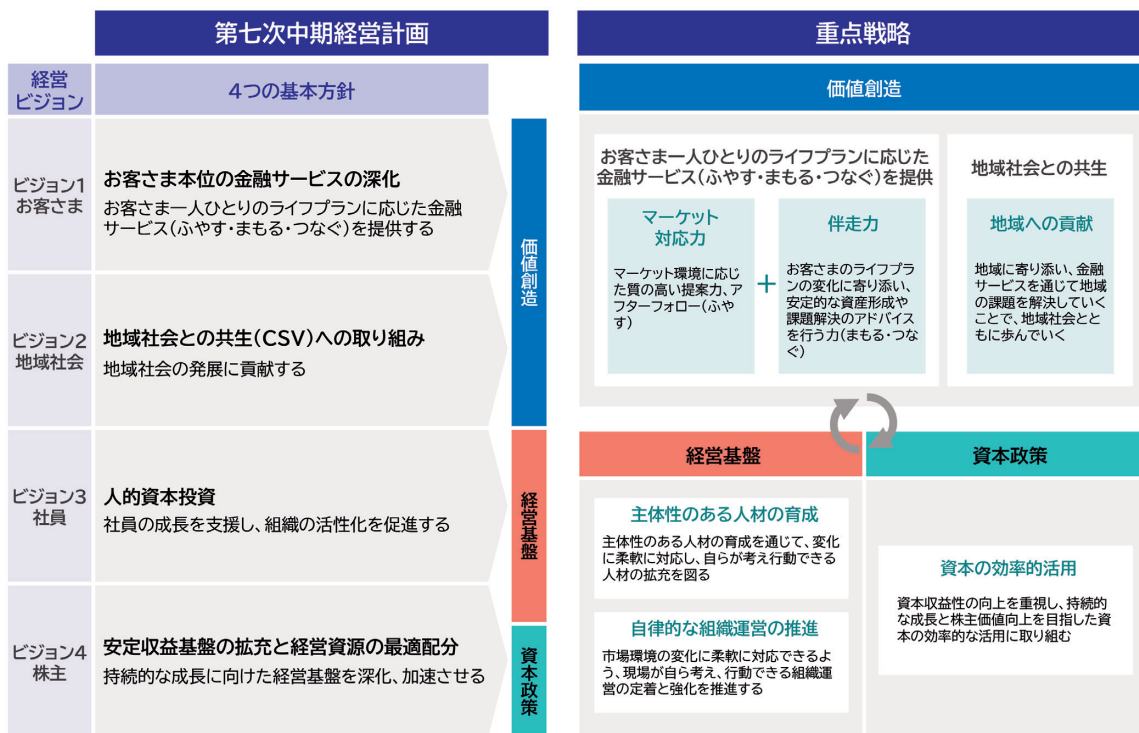 第七次中期経営計画
経営
ビジョン
4つの基本方針
ビジョン1
お客さま
お客さま本位の金融サービスの深化
お客さま一人ひとりのライフプランに応じた金融
サービス(ふやす・まもる・つなぐ)を提供する
ビジョン2
地域社会
地域社会との共生(CSV)への取り組み
地域社会の発展に貢献する
価値創造
ビジョン3
社員
人的資本投資
社員の成長を支援し、組織の活性化を促進する
経営基盤
ビジョン4
株主
安定収益基盤の拡充と経営資源の最適配分
持続的な成長に向けた経営基盤を深化、加速させる
資本政策
重点戦略
価値創造
お客さま一人ひとりのライフプランに応じた
金融サービス(ふやす・まもる・つなぐ)を提供
マーケット
対応力
マーケット環境に応じ
た質の高い提案力、ア
フターフォロー(ふや
す)
+
伴走力
お客さまのライフプラ
ンの変化に寄り添い、
安定的な資産形成や
課題解決のアドバイス
を行う力(まもる・つな
ぐ)
地域社会との共生
地域への貢献
地域に寄り添い、金融
サービスを通じて地域
の課題を解決していく
ことで、地域社会とと
もに歩んでいく
経営基盤
主体性のある人材の育成
主体性のある人材の育成を通じて、変化
に柔軟に対応し、自らが考え行動できる
人材の拡充を図る
自律的な組織運営の推進
市場環境の変化に柔軟に対応できるよ
う、現場が自ら考え、行動できる組織運
営の定着と強化を推進する
資本政策
資本の効率的活用
資本収益性の向上を重視し、持続的
な成長と株主価値向上を目指した資
本の効率的な活用に取り組む